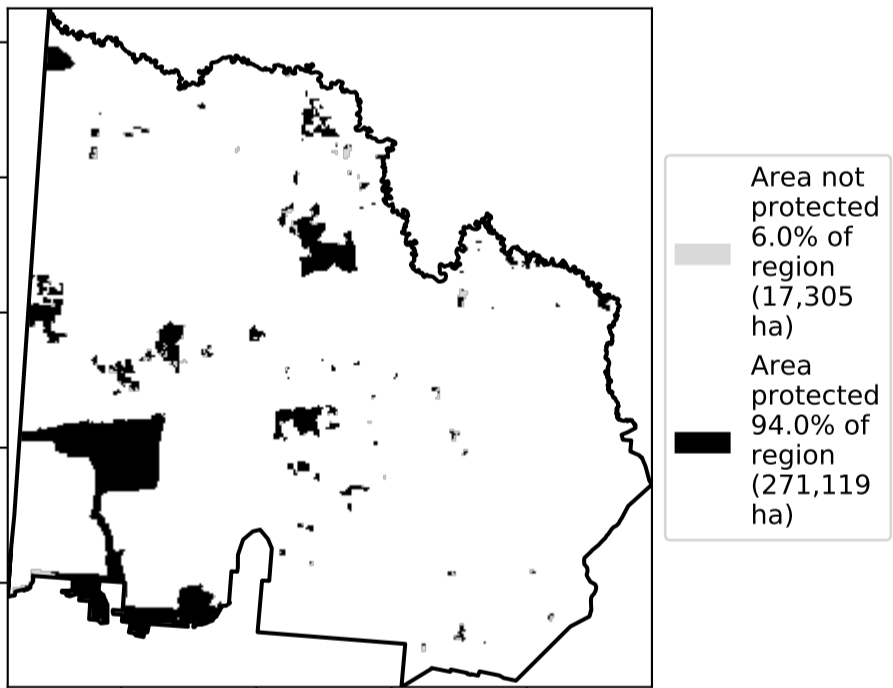 Area not
protected
6.0% of
region
(17,305
ha)
Area
protected
94.0% of
region
(271,119
ha)